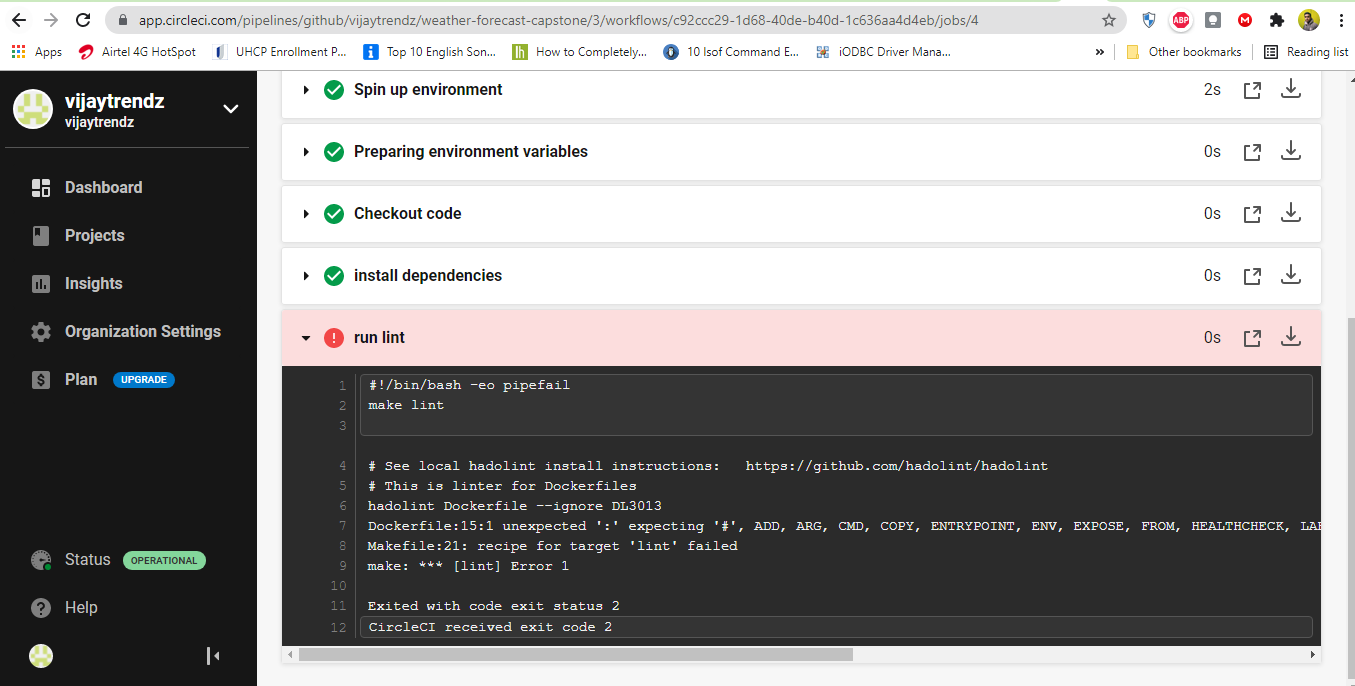 app.circleci.com/pipelines/github/vijaytrendz/weather-forecast-capstone/3/workflows/c92ccc29-1d68-40de-b40d-1c636aa4d4eb/jobs/4
ABP
M
Apps
Airtel 4G HotSpot
UHCP Enrollment P...
Top 10 English Son...
How to Completely...
10 lsof Command E...
iODBC Driver Mana...
»
Other bookmarks
Reading list
vijaytrendz
vijaytrendz
Dashboard
Projects
Insights
Organization Settings
Plan UPGRADE
Status OPERATIONAL
Help
Spin up environment 2s
Preparing environment variables 0s
Checkout code 0s
install dependencies 0s
run lint 0s
1 #!/bin/bash -eo pipefail
2 make lint
3
4 # See local hadolint install instructions:   https://github.com/hadolint/hadolint
5 # This is linter for Dockerfiles
6 hadolint Dockerfile --ignore DL3013
7 Dockerfile:15:1 unexpected ':' expecting '#', ADD, ARG, CMD, COPY, ENTRYPOINT, ENV, EXPOSE, FROM, HEALTHCHECK, LAB
8 Makefile:21: recipe for target 'lint' failed
9 make: *** [lint] Error 1
10
11 Exited with code exit status 2
12 CircleCI received exit code 2